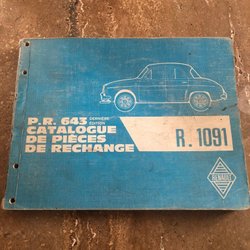 P.R. 643 DERNIÈRE ÉDITION
CATALOGUE
DE PIÈCES
DE RECHANGE
R. 1091
RENAULT